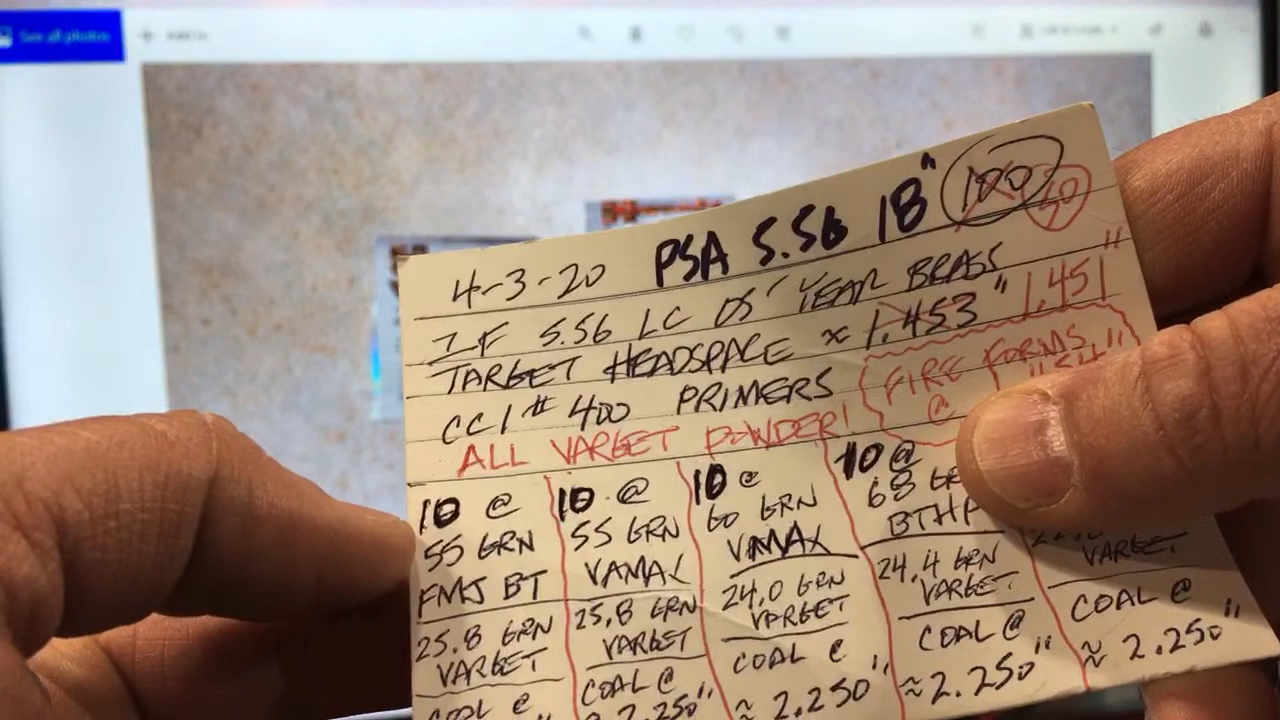 See all photos
4-3-20 PSA 5.56 18" 100 40
1F 5.56 LC 05' YEAR BRASS
TARGET HEADSPACE ≈ 1.453" 1.451"
CCI # 400 PRIMERS
FIRE FORMS
@
ALL VARGET POWDER!
10 @
55 GRN
FMJ BT
25.8 GRN
VARGET
COAL @
10 @
55 GRN
VAMAX
25.8 GRN
VARGET
COAL @
≈ 2.250"
10 @
60 GRN
VMAX
24.0 GRN
VARGET
COAL @
≈ 2.250"
10 @
68 GR
BTHP
24.4 GRN
VARGET
COAL @
≈ 2.250"
VARGET
COAL @
≈ 2.250"